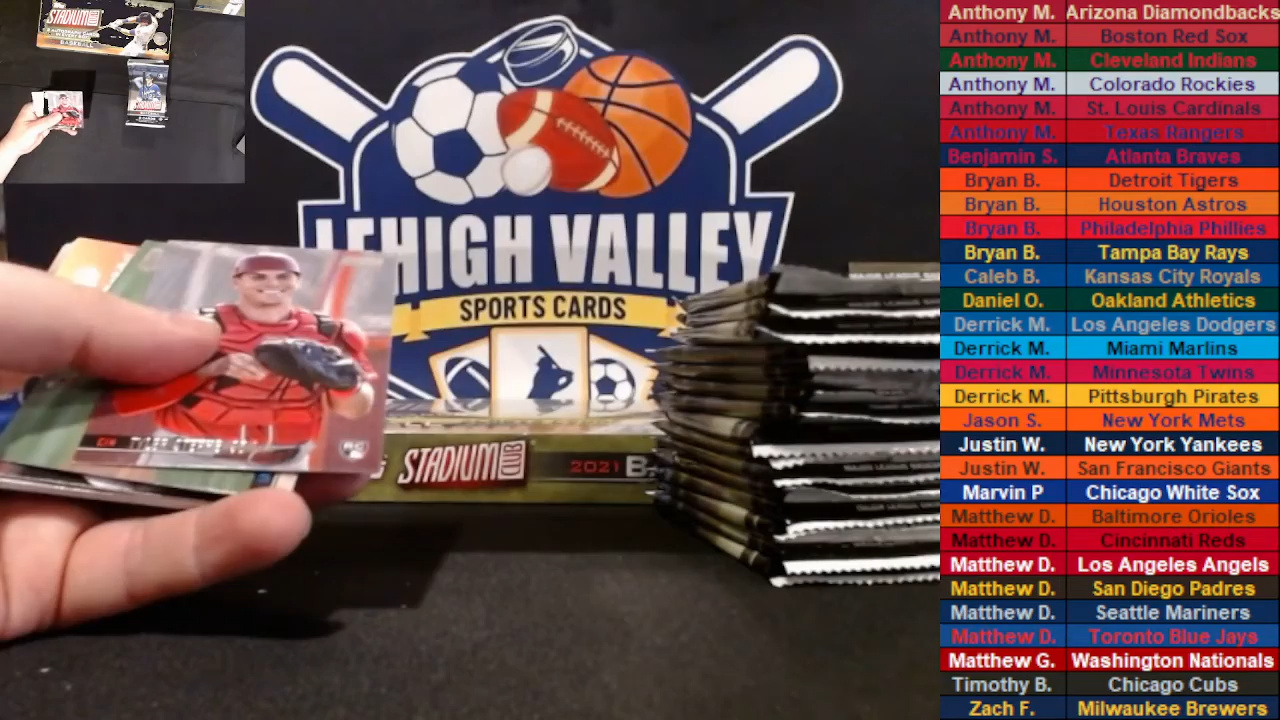 STADIUM CLUB
BASEBALL
LEHIGH VALLEY
SPORTS CARDS
STADIUM CLUB
2021
CIN
Anthony M. Arizona Diamondbacks
Anthony M. Boston Red Sox
Anthony M. Cleveland Indians
Anthony M. Colorado Rockies
Anthony M. St. Louis Cardinals
Anthony M. Texas Rangers
Benjamin S. Atlanta Braves
Bryan B. Detroit Tigers
Bryan B. Houston Astros
Bryan B. Philadelphia Phillies
Bryan B. Tampa Bay Rays
Caleb B. Kansas City Royals
Daniel O. Oakland Athletics
Derrick M. Los Angeles Dodgers
Derrick M. Miami Marlins
Derrick M. Minnesota Twins
Derrick M. Pittsburgh Pirates
Jason S. New York Mets
Justin W. New York Yankees
Justin W. San Francisco Giants
Marvin P Chicago White Sox
Matthew D. Baltimore Orioles
Matthew D. Cincinnati Reds
Matthew D. Los Angeles Angels
Matthew D. San Diego Padres
Matthew D. Seattle Mariners
Matthew D. Toronto Blue Jays
Matthew G. Washington Nationals
Timothy B. Chicago Cubs
Zach F. Milwaukee Brewers